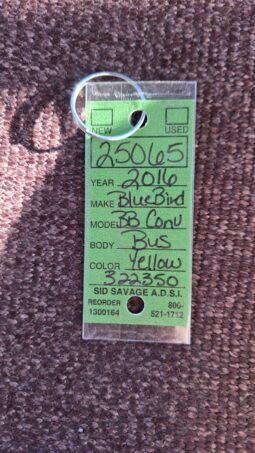 NEW USED
25065
YEAR 2016
MAKE BlueBird
MODEL BB Conv
BODY Bus
COLOR Yellow
322350
SID SAVAGE A.D.S.I.
REORDER 800-
1300164 521-1712